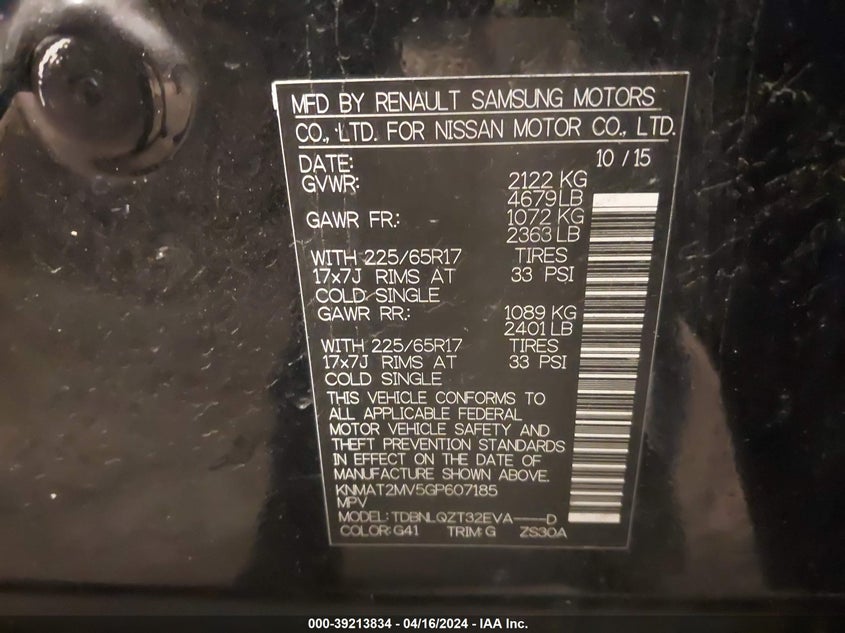 MFD BY RENAULT SAMSUNG MOTORS
CO., LTD. FOR NISSAN MOTOR CO., LTD.
DATE: 10 / 15
GVWR: 2122 KG
4679 LB
GAWR FR.: 1072 KG
2363 LB
WITH 225/65R17 TIRES
17x7J RIMS AT 33 PSI
COLD SINGLE
GAWR RR.: 1089 KG
2401 LB
WITH 225/65R17 TIRES
17x7J RIMS AT 33 PSI
COLD SINGLE
THIS VEHICLE CONFORMS TO
ALL APPLICABLE FEDERAL
MOTOR VEHICLE SAFETY AND
THEFT PREVENTION STANDARDS
IN EFFECT ON THE DATE OF
MANUFACTURE SHOWN ABOVE.
KNMAT2MV5GP607185
MPV
MODEL: TDBNLQZT32EVA----D
COLOR: G41 TRIM: G ZS30A
000-39213834 - 04/16/2024 - IAA Inc.